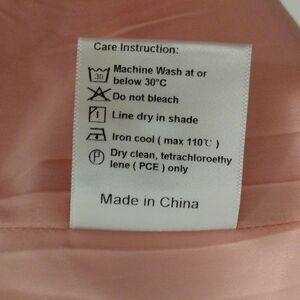 Care Instruction:
30 Machine Wash at or
below 30°C
Do not bleach
Line dry in shade
Iron cool ( max 110℃ )
P Dry clean, tetrachloroethy
lene ( PCE ) only
Made in China